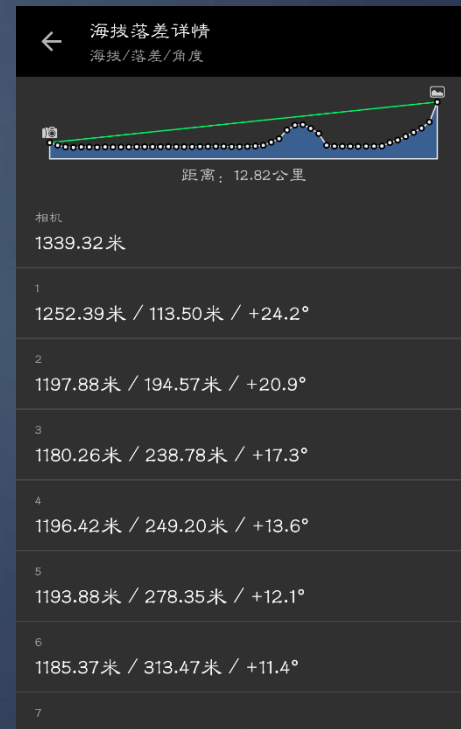 海拔落差详情
海拔/落差/角度
距离：12.82公里
相机
1339.32米
1
1252.39米 / 113.50米 / +24.2°
2
1197.88米 / 194.57米 / +20.9°
3
1180.26米 / 238.78米 / +17.3°
4
1196.42米 / 249.20米 / +13.6°
5
1193.88米 / 278.35米 / +12.1°
6
1185.37米 / 313.47米 / +11.4°
7